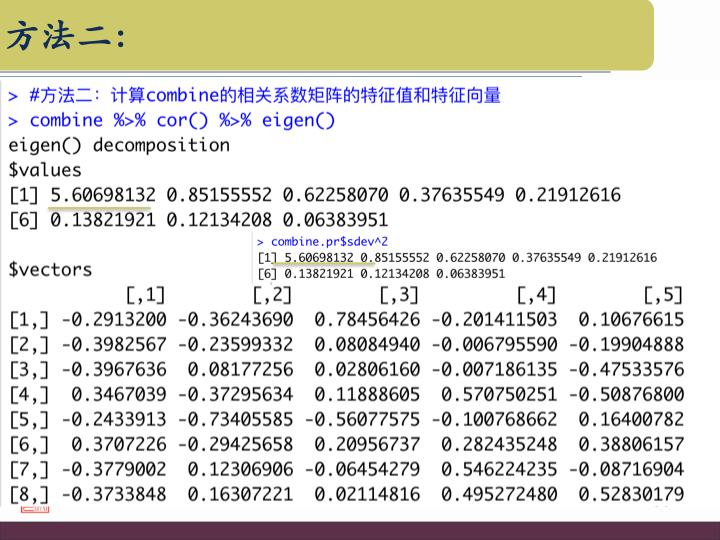 方法二：
> #方法二：计算combine的相关系数矩阵的特征值和特征向量
> combine %>% cor() %>% eigen()
eigen() decomposition
$values
[1] 5.60698132 0.85155552 0.62258070 0.37635549 0.21912616
[6] 0.13821921 0.12134208 0.06383951
> combine.pr$sdev^2
[1] 5.60698132 0.85155552 0.62258070 0.37635549 0.21912616
[6] 0.13821921 0.12134208 0.06383951
$vectors
[,1] [,2] [,3] [,4] [,5]
[1,] -0.2913200 -0.36243690 0.78456426 -0.201411503 0.10676615
[2,] -0.3982567 -0.23599332 0.08084940 -0.006795590 -0.19904888
[3,] -0.3967636 0.08177256 0.02806160 -0.007186135 -0.47533576
[4,] 0.3467039 -0.37295634 0.11888605 0.570750251 -0.50876800
[5,] -0.2433913 -0.73405585 -0.56077575 -0.100768662 0.16400782
[6,] 0.3707226 -0.29425658 0.20956737 0.282435248 0.38806157
[7,] -0.3779002 0.12306906 -0.06454279 0.546224235 -0.08716904
[8,] -0.3733848 0.16307221 0.02114816 0.495272480 0.52830179